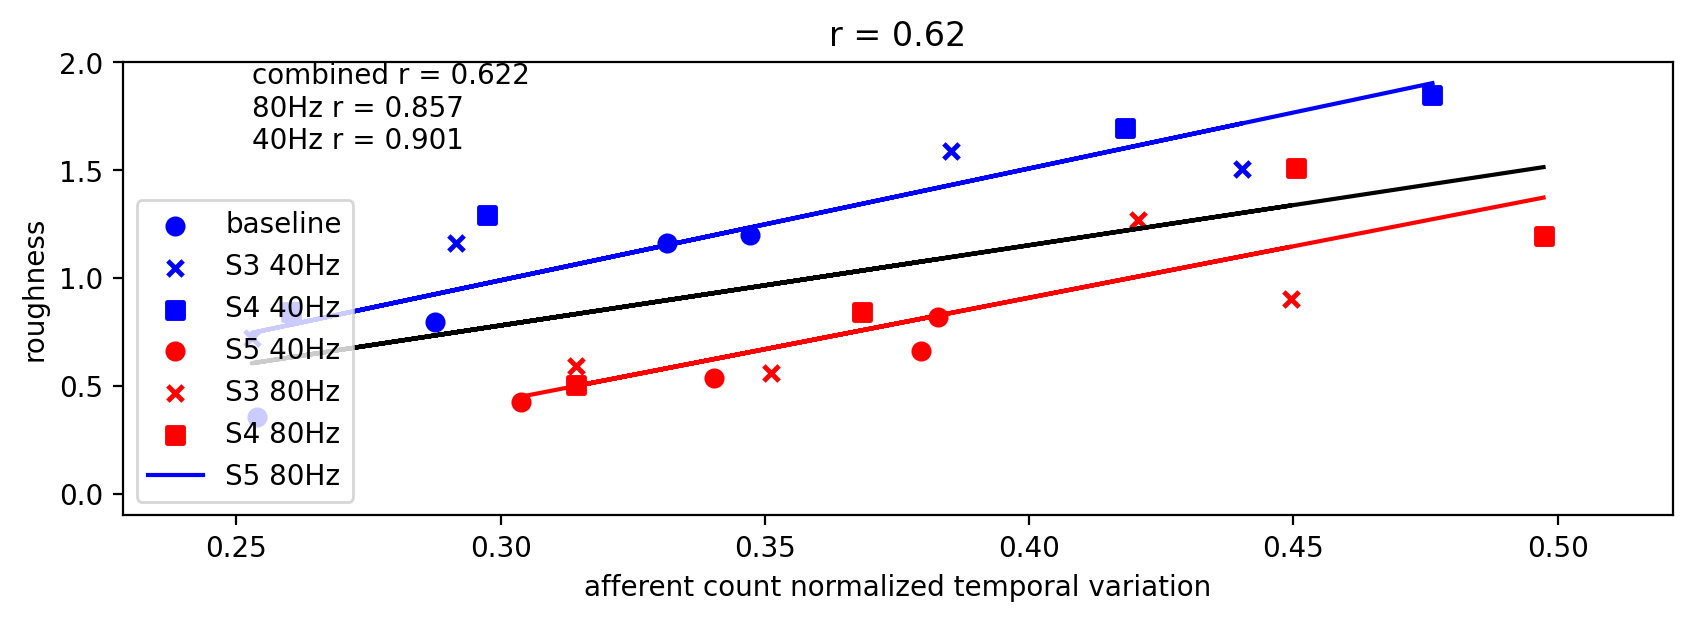 r = 0.62
combined r = 0.622
80Hz r = 0.857
40Hz r = 0.901
2.0
1.5
1.0
0.5
0.0
roughness
baseline
S3 40Hz
S4 40Hz
S5 40Hz
S3 80Hz
S4 80Hz
S5 80Hz
0.25 0.30 0.35 0.40 0.45 0.50
afferent count normalized temporal variation